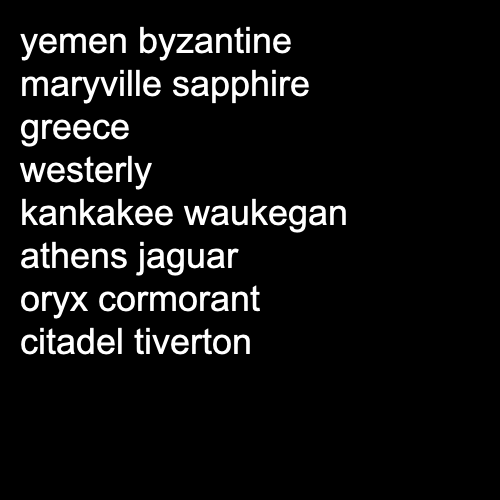 yemen byzantine
maryville sapphire
greece
westerly
kankakee waukegan
athens jaguar
oryx cormorant
citadel tiverton